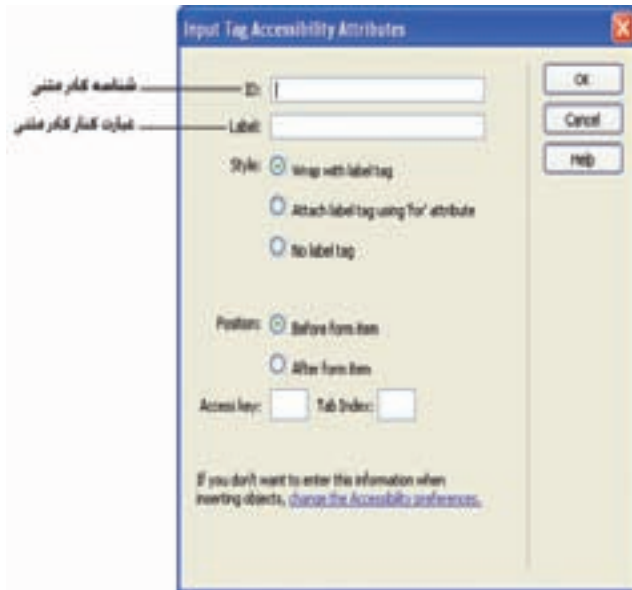 Input Tag Accessibility Attributes
شناسه کادر متنی
ID:
OK
عبارت کنار کادر متنی
Label:
Cancel
Help
Style:
Wrap with label tag
Attach label tag using 'for' attribute
No label tag
Position:
Before form item
After form item
Access key:
Tab Index:
If you don't want to enter this information when
inserting objects, change the Accessibility preferences.